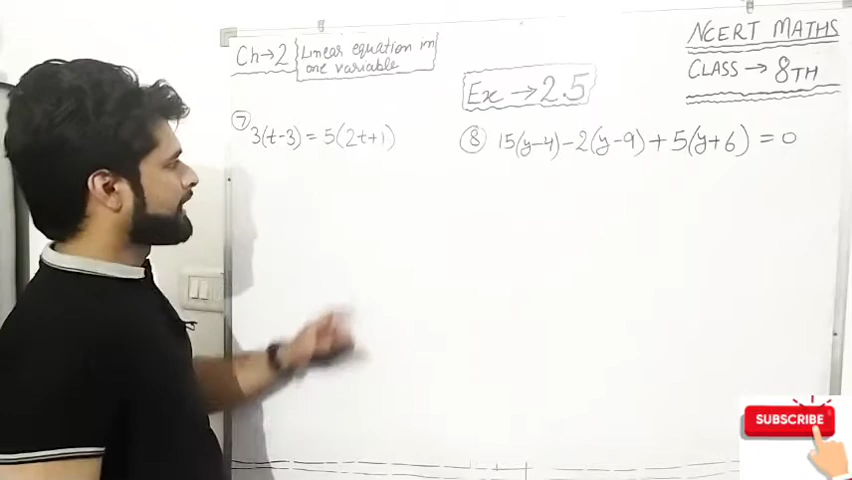 Ch→2
Linear equation in
one variable
NCERT MATHS
CLASS → 8TH
Ex → 2.5
⑦ 3(t-3) = 5(2t+1)
⑧ 15(y-4)-2(y-9)+5(y+6) = 0
SUBSCRIBE